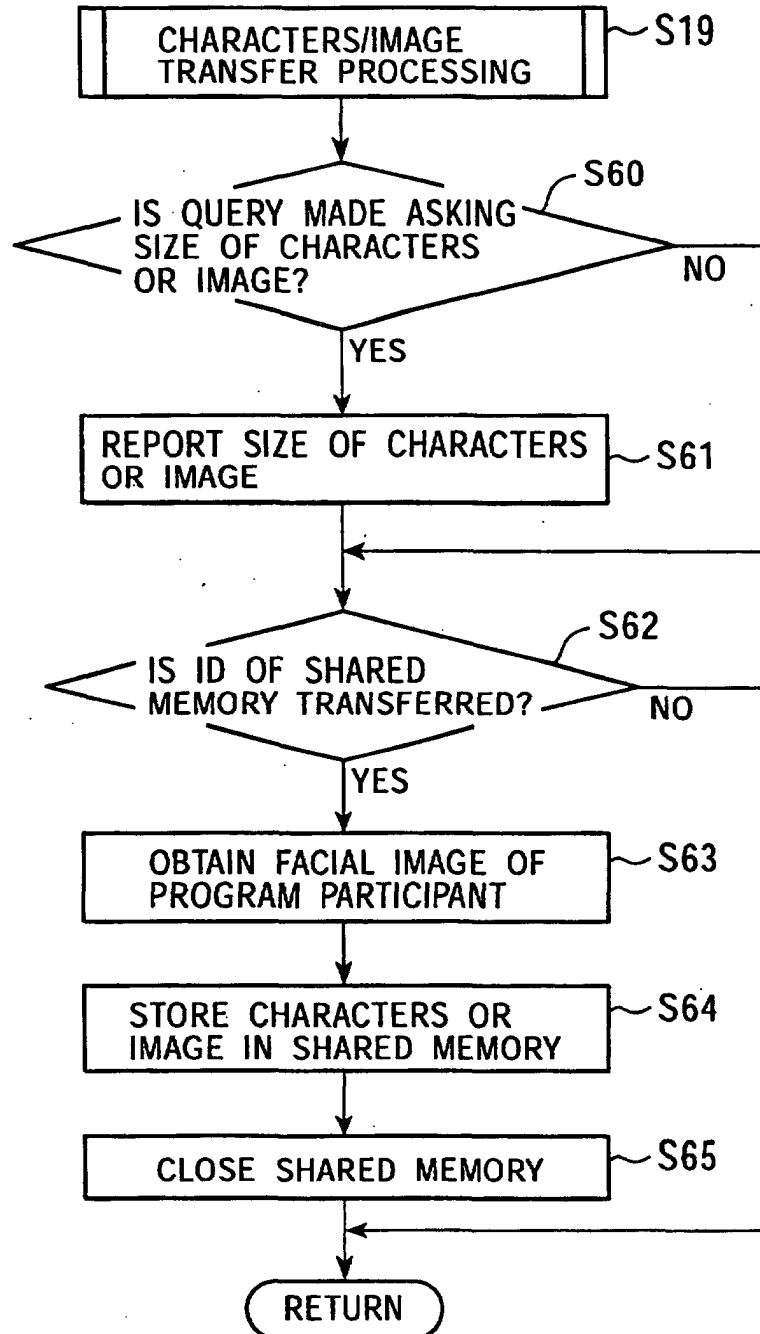 CHARACTERS/IMAGE
TRANSFER PROCESSING
S19
S60
IS QUERY MADE ASKING
SIZE OF CHARACTERS
OR IMAGE?
NO
YES
REPORT SIZE OF CHARACTERS
OR IMAGE
S61
S62
IS ID OF SHARED
MEMORY TRANSFERRED?
NO
YES
OBTAIN FACIAL IMAGE OF
PROGRAM PARTICIPANT
S63
STORE CHARACTERS OR
IMAGE IN SHARED MEMORY
S64
CLOSE SHARED MEMORY
S65
RETURN